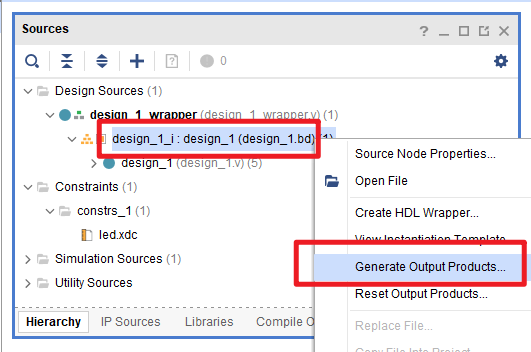 Sources
0
Design Sources (1)
design_1_wrapper (design_1_wrapper.v) (1)
design_1_i : design_1 (design_1.bd) (1)
design_1 (design_1.v) (5)
Constraints (1)
constrs_1 (1)
led.xdc
Simulation Sources (1)
Utility Sources
Hierarchy IP Sources Libraries Compile
Source Node Properties...
Open File
Create HDL Wrapper...
View Instantiation Template
Generate Output Products...
Reset Output Products...
Replace File...
Copy File Into Project